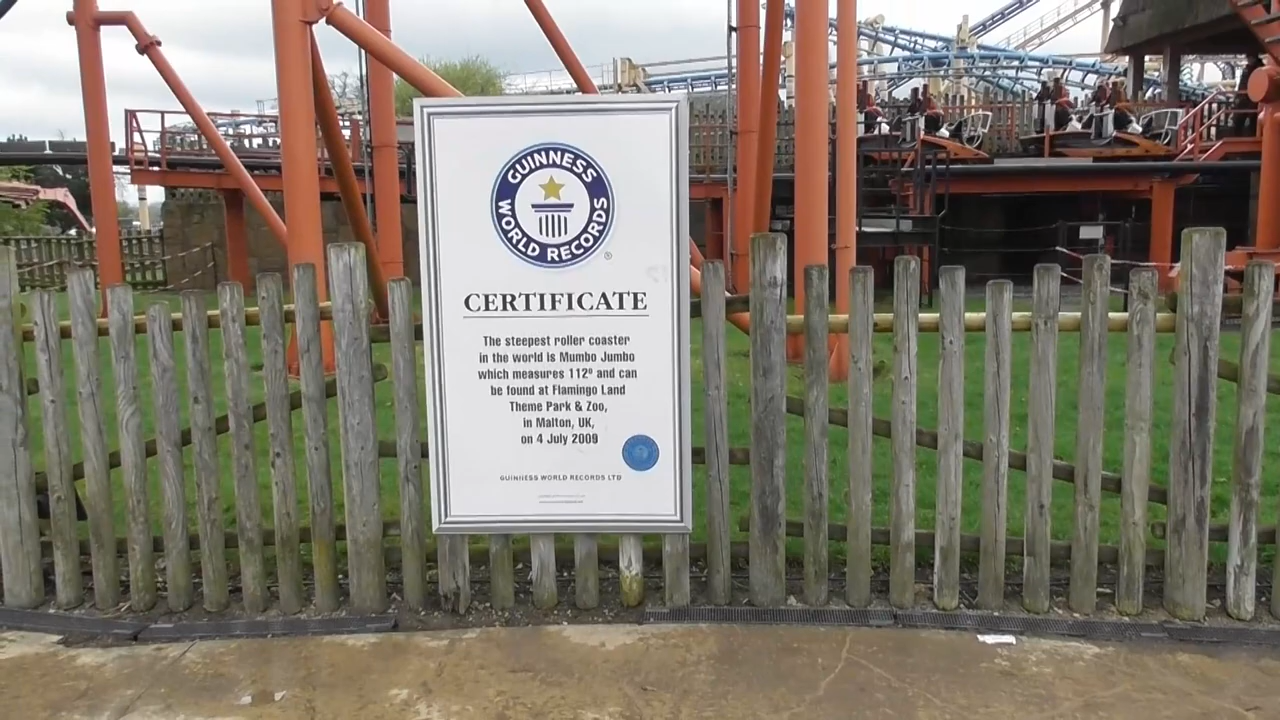 GUINNESS
WORLD RECORDS
®
CERTIFICATE
The steepest roller coaster
in the world is Mumbo Jumbo
which measures 112º and can
be found at Flamingo Land
Theme Park & Zoo,
in Malton, UK,
on 4 July 2009
GUINNESS WORLD RECORDS LTD